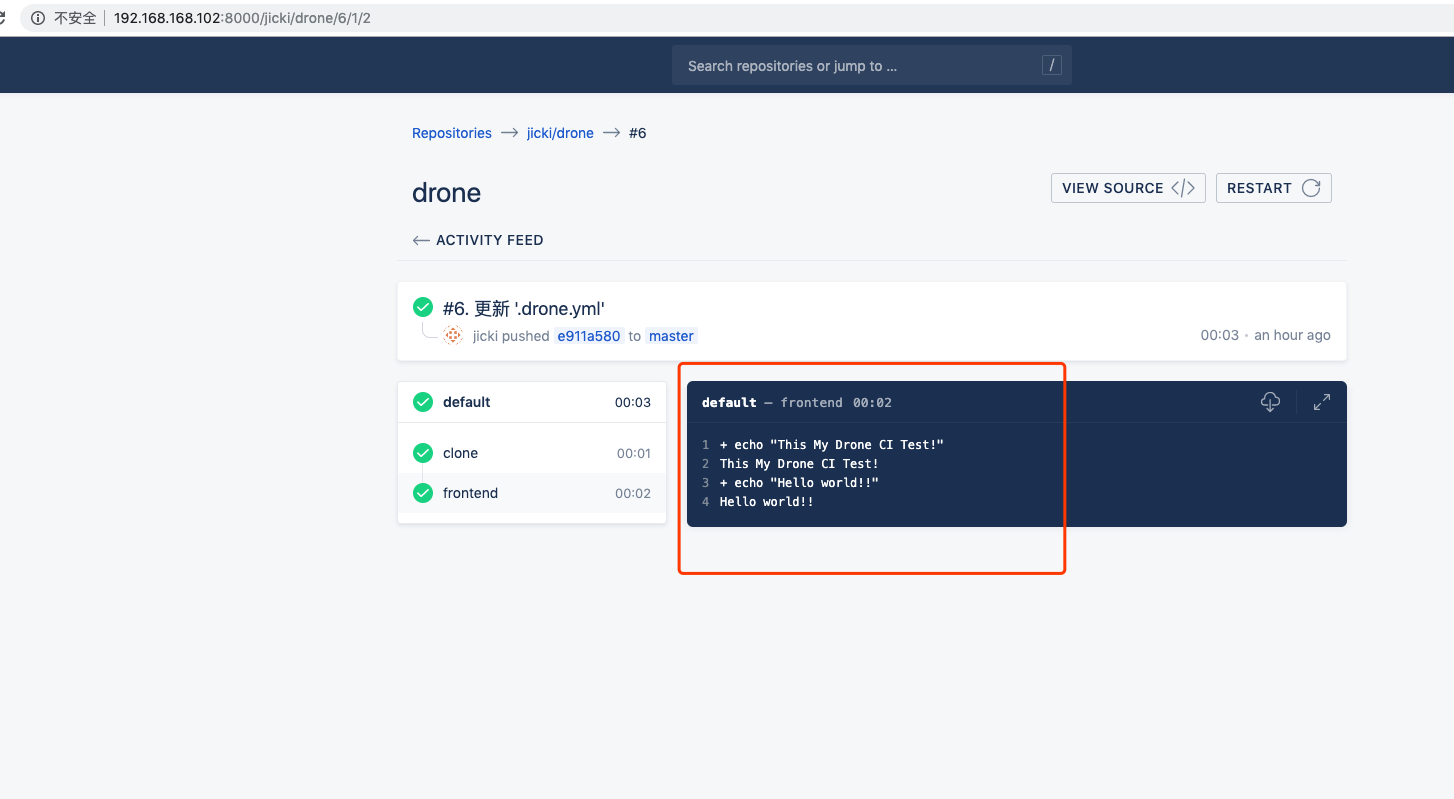 不安全 192.168.168.102:8000/jicki/drone/6/1/2
Search repositories or jump to ... /
Repositories → jicki/drone → #6
drone
VIEW SOURCE </> RESTART
← ACTIVITY FEED
#6. 更新 '.drone.yml'
jicki pushed e911a580 to master
00:03 · an hour ago
default 00:03
clone 00:01
frontend 00:02
default — frontend 00:02
1 + echo "This My Drone CI Test!"
2 This My Drone CI Test!
3 + echo "Hello world!!"
4 Hello world!!